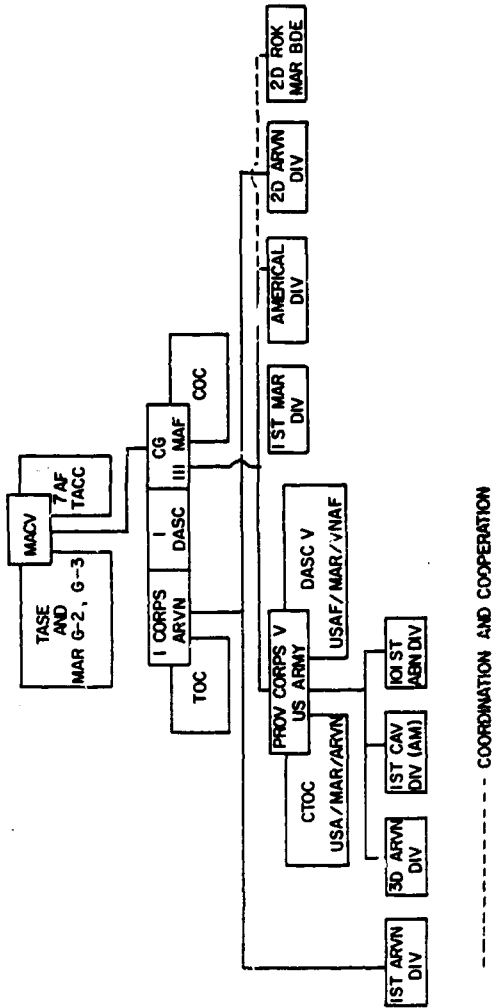 MACV
TASE
AND
MAR G-2, G-3
7AF
TACC
I CORPS
ARVN
I
DASC
CG
III MAF
TOC
COC
PROV CORPS V
US ARMY
CTOC
USA/MAR/ARVN
DASC V
USAF/MAR/VNAF
1ST MAR
DIV
AMERICAL
DIV
2D ARVN
DIV
2D ROK
MAR BDE
1ST ARVN
DIV
3D ARVN
DIV
1ST CAV
DIV (AM)
101ST
ABN DIV
COORDINATION AND COOPERATION